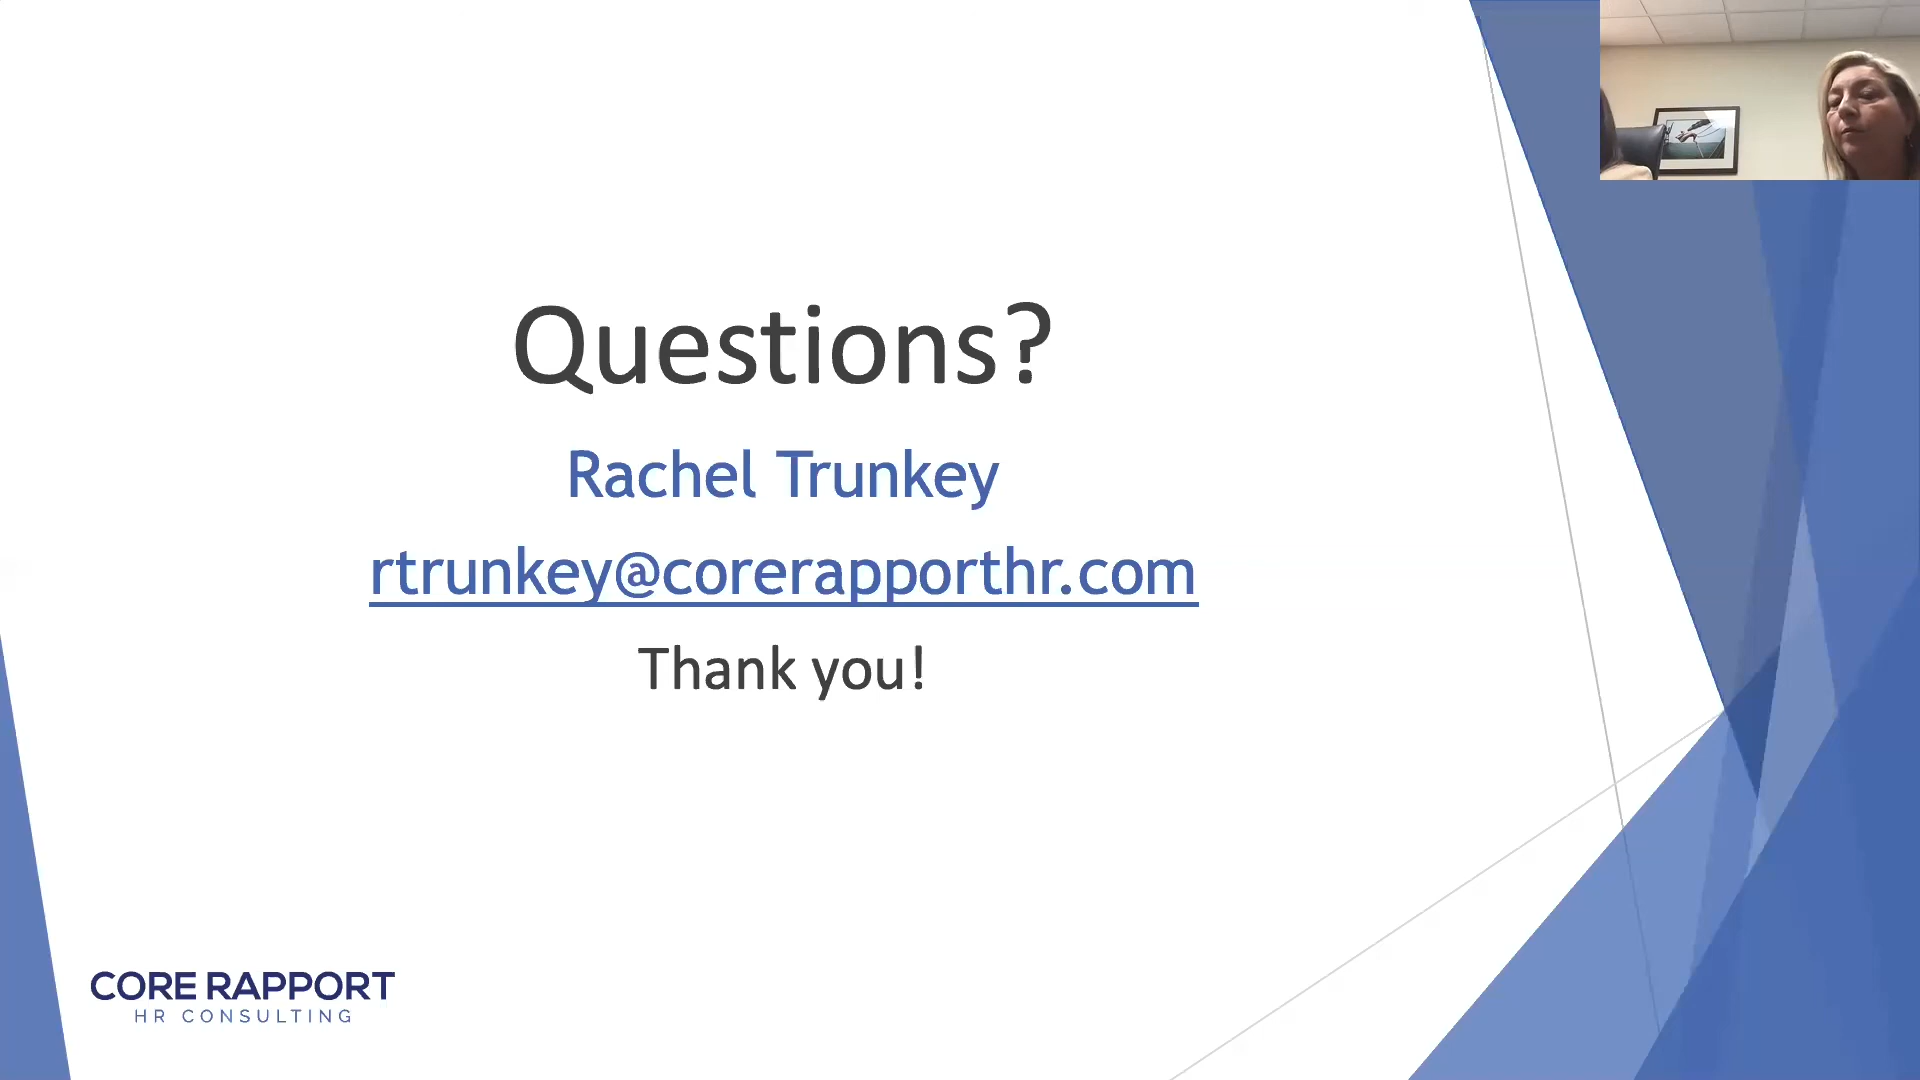 Questions?
Rachel Trunkey
rtrunkey@corerapporthr.com
Thank you!
CORE RAPPORT
HR CONSULTING